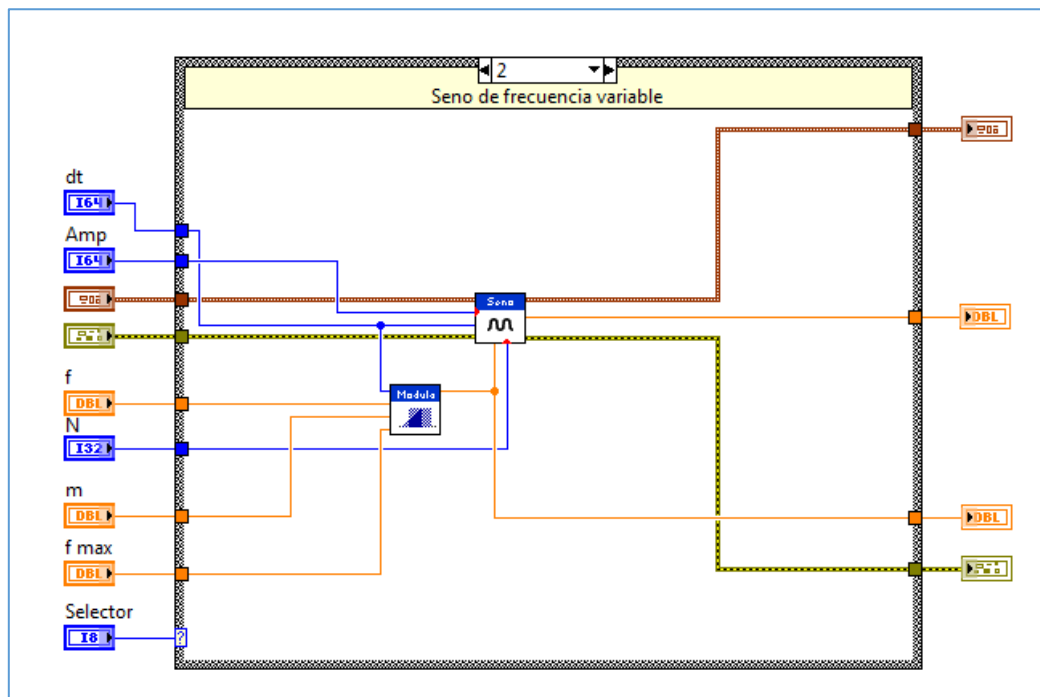 2
Seno de frecuencia variable
dt
I64
Amp
I64
Seno
DBL
f
DBL
Modula
N
I32
m
DBL
DBL
f max
DBL
Selector
I8
?